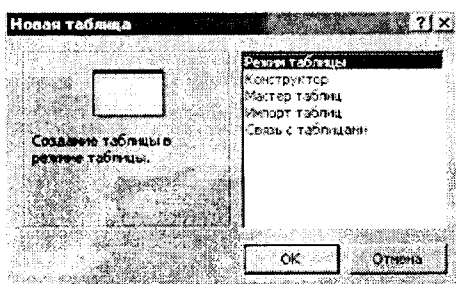 Новая таблица
Создание таблицы в
режиме таблицы.
Режим таблицы
Конструктор
Мастер таблиц
Импорт таблиц
Связь с таблицами
ОК
Отмена